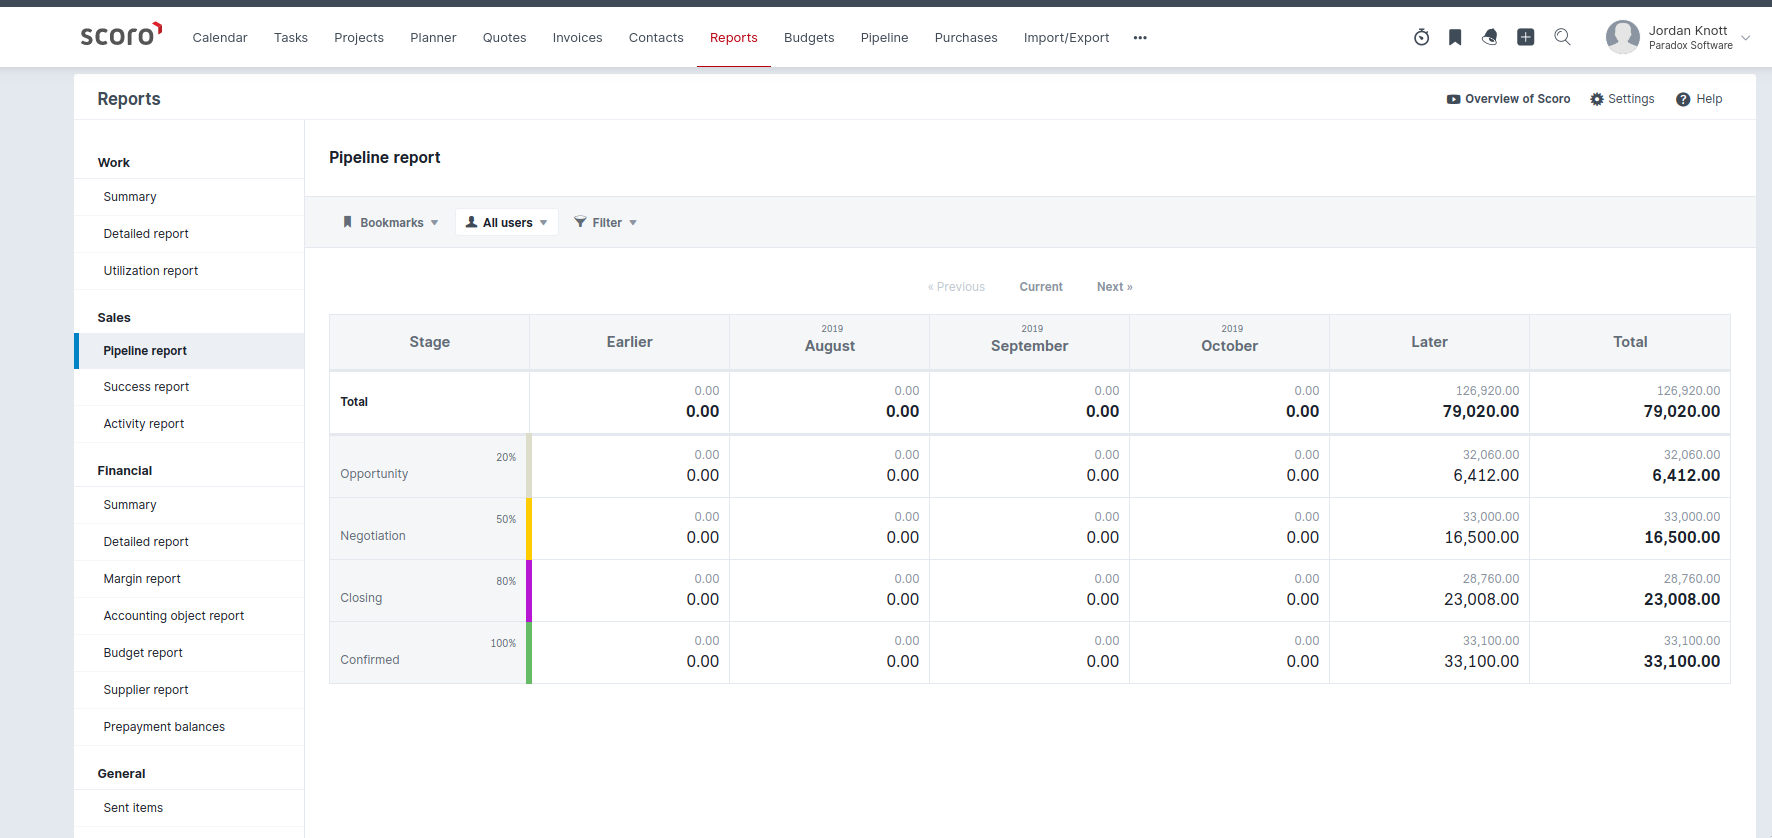 scoro Calendar Tasks Projects Planner Quotes Invoices Contacts Reports Budgets Pipeline Purchases Import/Export ••• Jordan Knott
Paradox Software
Reports Overview of Scoro Settings Help
Work
Summary
Detailed report
Utilization report
Sales
Pipeline report
Success report
Activity report
Financial
Summary
Detailed report
Margin report
Accounting object report
Budget report
Supplier report
Prepayment balances
General
Sent items
Pipeline report
Bookmarks All users Filter
« Previous Current Next »
2019 2019 2019
Stage Earlier August September October Later Total
0.00 0.00 0.00 0.00 126,920.00 126,920.00
Total 0.00 0.00 0.00 0.00 79,020.00 79,020.00
20% 0.00 0.00 0.00 0.00 32,060.00 32,060.00
Opportunity 0.00 0.00 0.00 0.00 6,412.00 6,412.00
50% 0.00 0.00 0.00 0.00 33,000.00 33,000.00
Negotiation 0.00 0.00 0.00 0.00 16,500.00 16,500.00
80% 0.00 0.00 0.00 0.00 28,760.00 28,760.00
Closing 0.00 0.00 0.00 0.00 23,008.00 23,008.00
100% 0.00 0.00 0.00 0.00 33,100.00 33,100.00
Confirmed 0.00 0.00 0.00 0.00 33,100.00 33,100.00